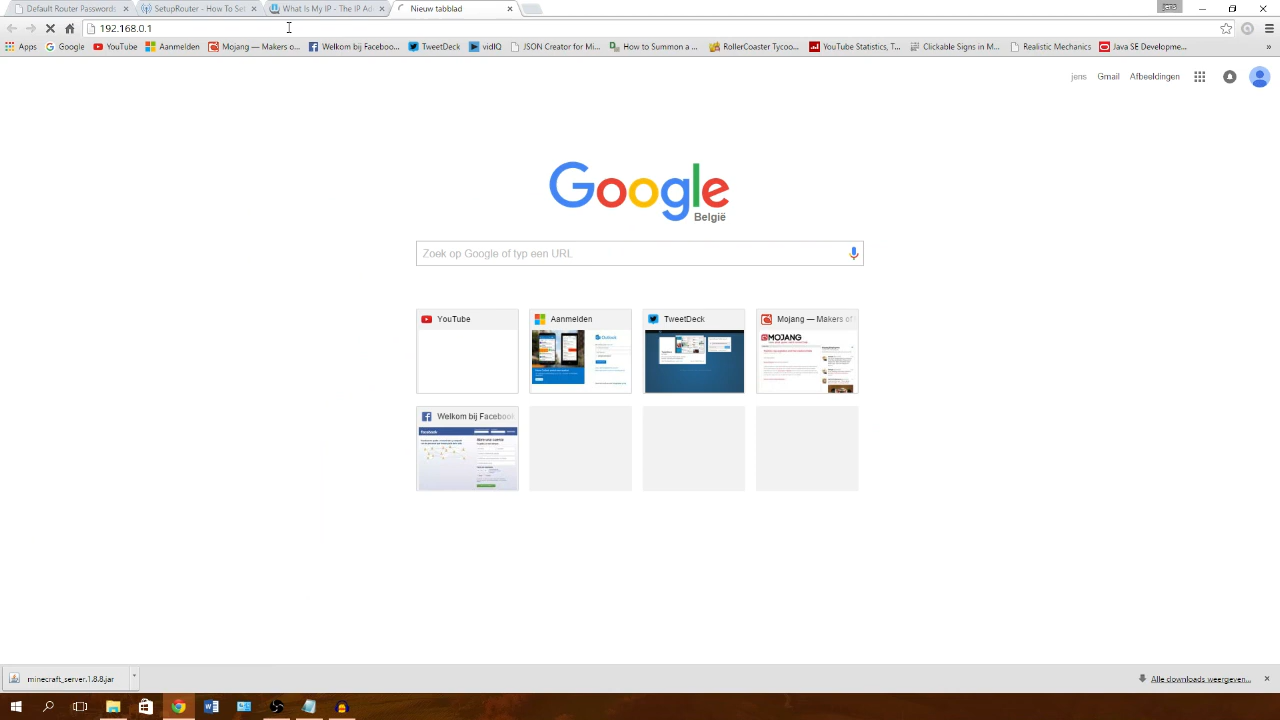 Default Router Passwords
SetupRouter - How To Set
What Is My IP - The IP Ad
Nieuw tabblad
192.168.0.1
Apps
Google
YouTube
Aanmelden
Mojang — Makers o...
Welkom bij Faceboo...
TweetDeck
vidIQ
JSON Creator for Mi...
How to Summon a ...
RollerCoaster Tycoo...
YouTube Statistics, T...
Clickable Signs in M...
Realistic Mechanics
Java SE Developme...
»
jens
Gmail
Afbeeldingen
Google
België
Zoek op Google of typ een URL
YouTube
Aanmelden
TweetDeck
Mojang — Makers of
Outlook
MOJANG
Welkom bij Facebook
facebook
minecraft_server.1.8.8.jar
Alle downloads weergeven...